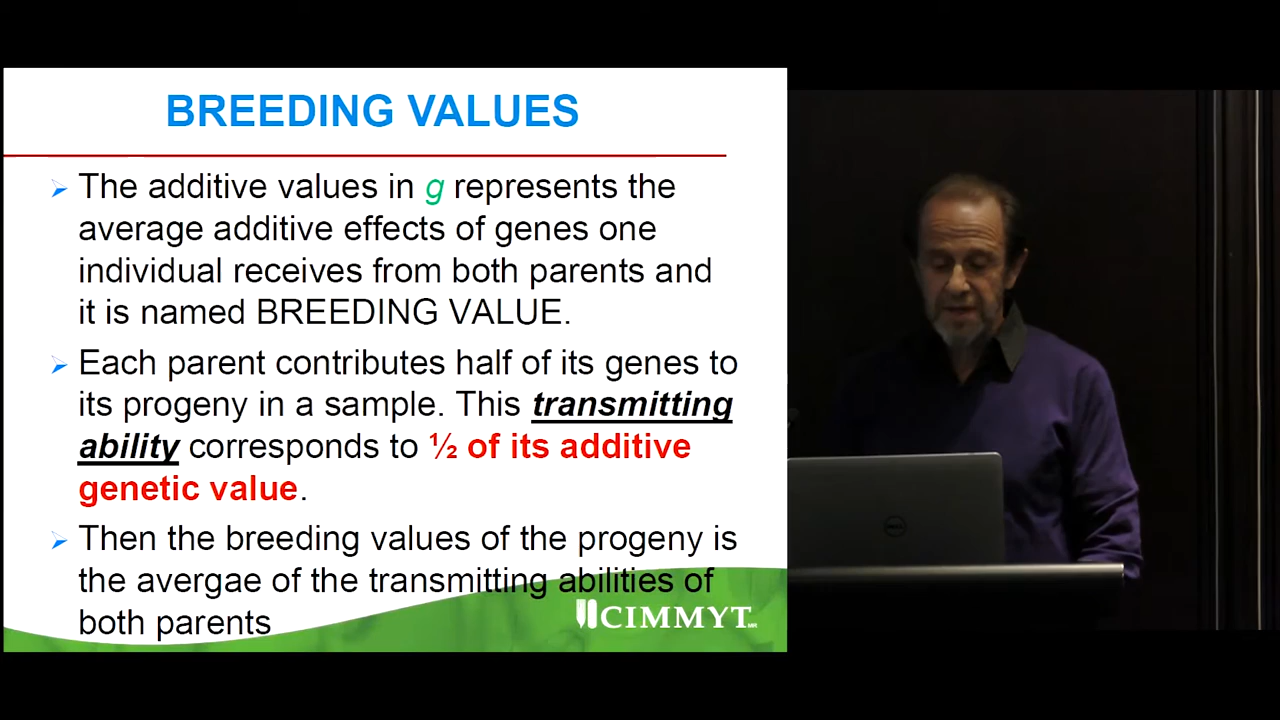 BREEDING VALUES
The additive values in g represents the
average additive effects of genes one
individual receives from both parents and
it is named BREEDING VALUE.
Each parent contributes half of its genes to
its progeny in a sample. This transmitting
ability corresponds to ½ of its additive
genetic value.
Then the breeding values of the progeny is
the avergae of the transmitting abilities of
both parents
CIMMYT